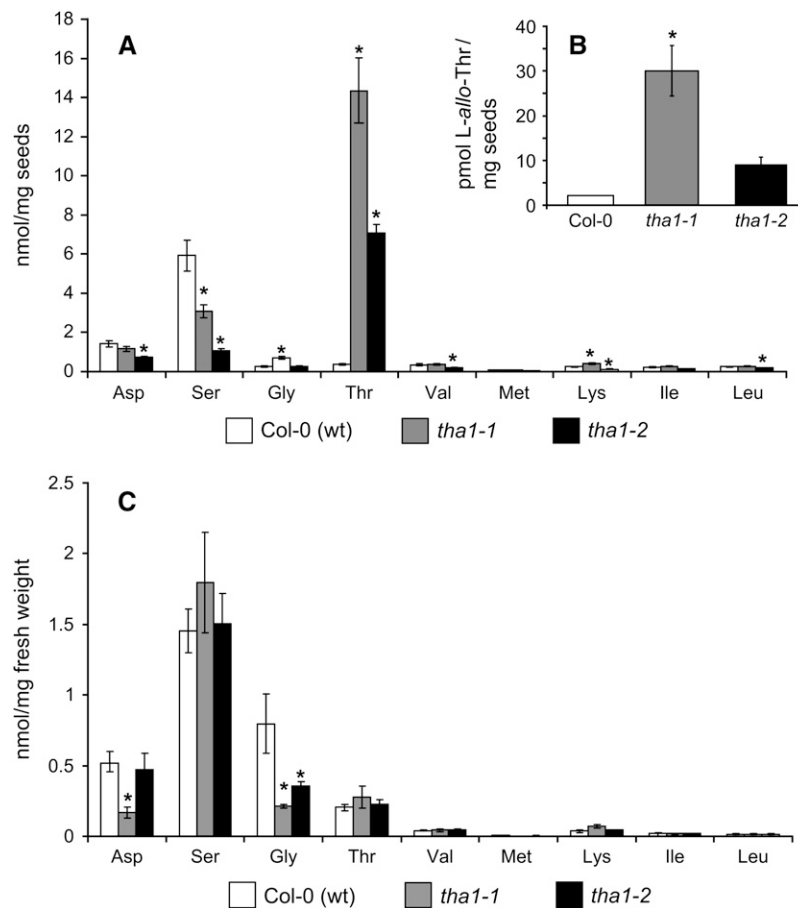 A
nmol/mg seeds
18
16
14
12
10
8
6
4
2
0
*
*
*
*
*
*
*
*
*
*
Asp Ser Gly Thr Val Met Lys Ile Leu
Col-0 (wt) tha1-1 tha1-2
B
pmol L-allo-Thr/
mg seeds
40
30
20
10
0
*
Col-0 tha1-1 tha1-2
C
nmol/mg fresh weight
2.5
2
1.5
1
0.5
0
*
*
*
Asp Ser Gly Thr Val Met Lys Ile Leu
Col-0 (wt) tha1-1 tha1-2